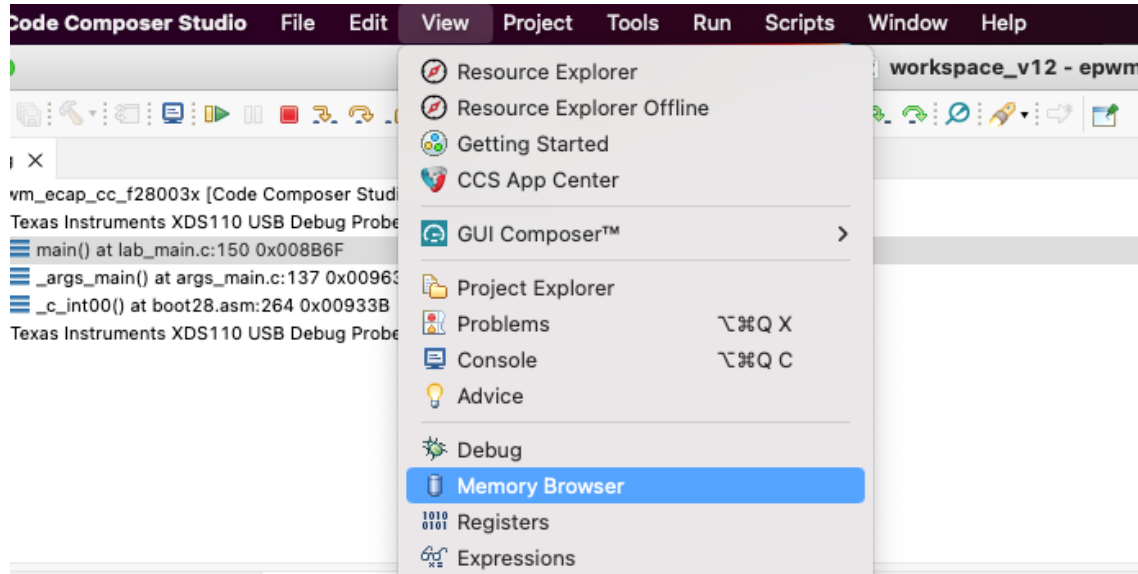 Code Composer Studio File Edit View Project Tools Run Scripts Window Help
workspace_v12 - epwm
Resource Explorer
Resource Explorer Offline
Getting Started
CCS App Center
GUI Composer™
Project Explorer
Problems ⌥⌘Q X
Console ⌥⌘Q C
Advice
Debug
Memory Browser
Registers
Expressions
wm_ecap_cc_f28003x [Code Composer Studi
Texas Instruments XDS110 USB Debug Probe
main() at lab_main.c:150 0x008B6F
_args_main() at args_main.c:137 0x00963
_c_int00() at boot28.asm:264 0x00933B
Texas Instruments XDS110 USB Debug Probe